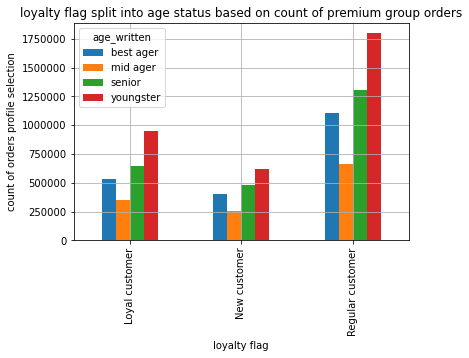 loyalty flag split into age status based on count of premium group orders
age_written
best ager
mid ager
senior
youngster
1750000
1500000
1250000
1000000
750000
500000
250000
0
count of orders profile selection
Loyal customer
New customer
Regular customer
loyalty flag